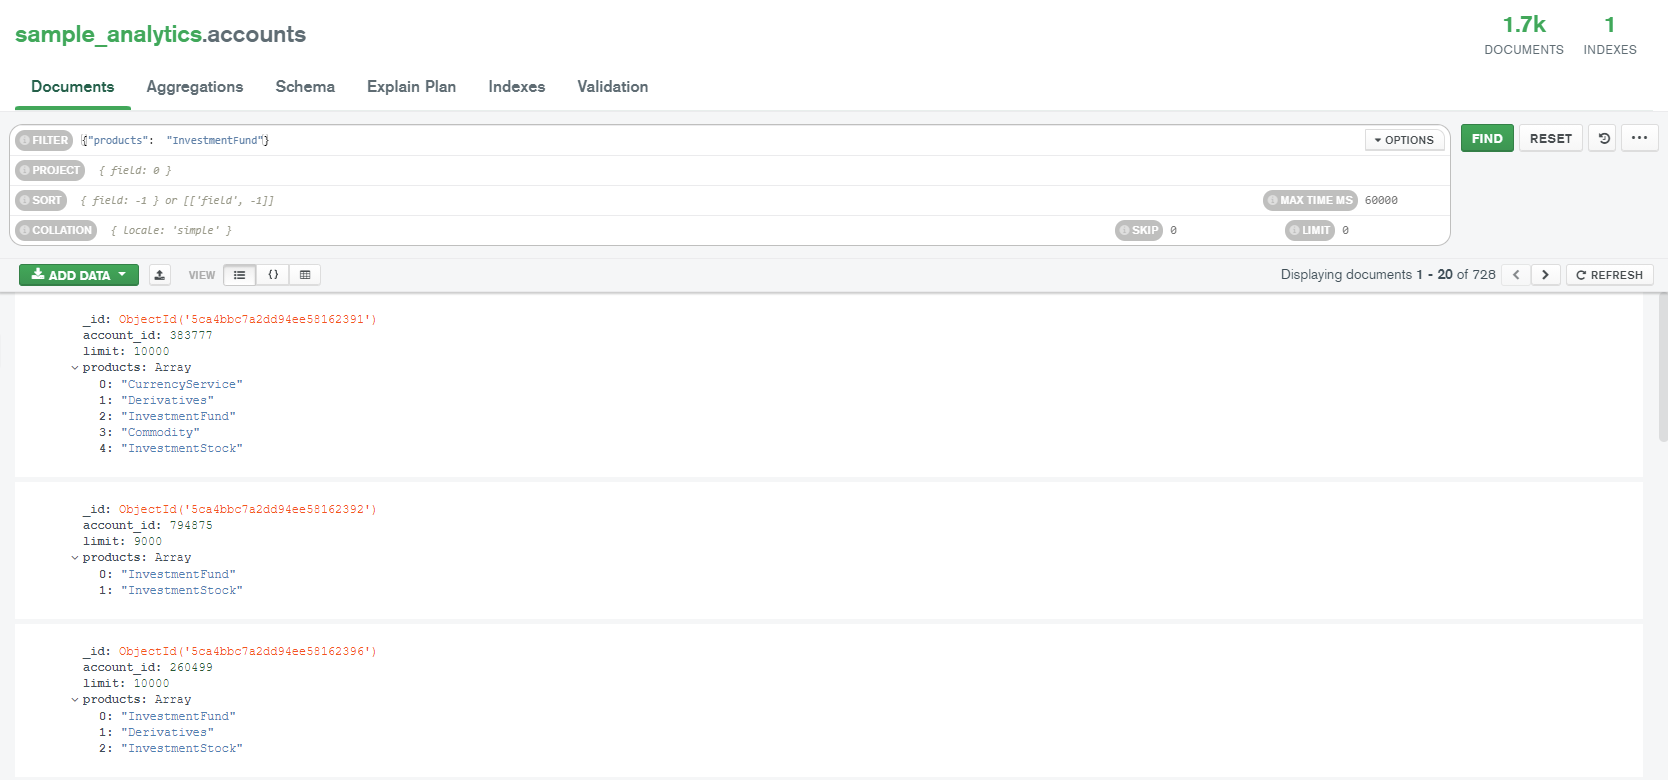 sample_analytics.accounts
1.7k
DOCUMENTS
1
INDEXES
Documents Aggregations Schema Explain Plan Indexes Validation
FILTER {"products": "InvestmentFund"} OPTIONS FIND RESET
PROJECT { field: 0 }
SORT { field: -1 } or [['field', -1]] MAX TIME MS 60000
COLLATION { locale: 'simple' } SKIP 0 LIMIT 0
ADD DATA VIEW {} Displaying documents 1 - 20 of 728 < > REFRESH
_id: ObjectId('5ca4bbc7a2dd94ee58162391')
account_id: 383777
limit: 10000
products: Array
0: "CurrencyService"
1: "Derivatives"
2: "InvestmentFund"
3: "Commodity"
4: "InvestmentStock"
_id: ObjectId('5ca4bbc7a2dd94ee58162392')
account_id: 794875
limit: 9000
products: Array
0: "InvestmentFund"
1: "InvestmentStock"
_id: ObjectId('5ca4bbc7a2dd94ee58162396')
account_id: 260499
limit: 10000
products: Array
0: "InvestmentFund"
1: "Derivatives"
2: "InvestmentStock"